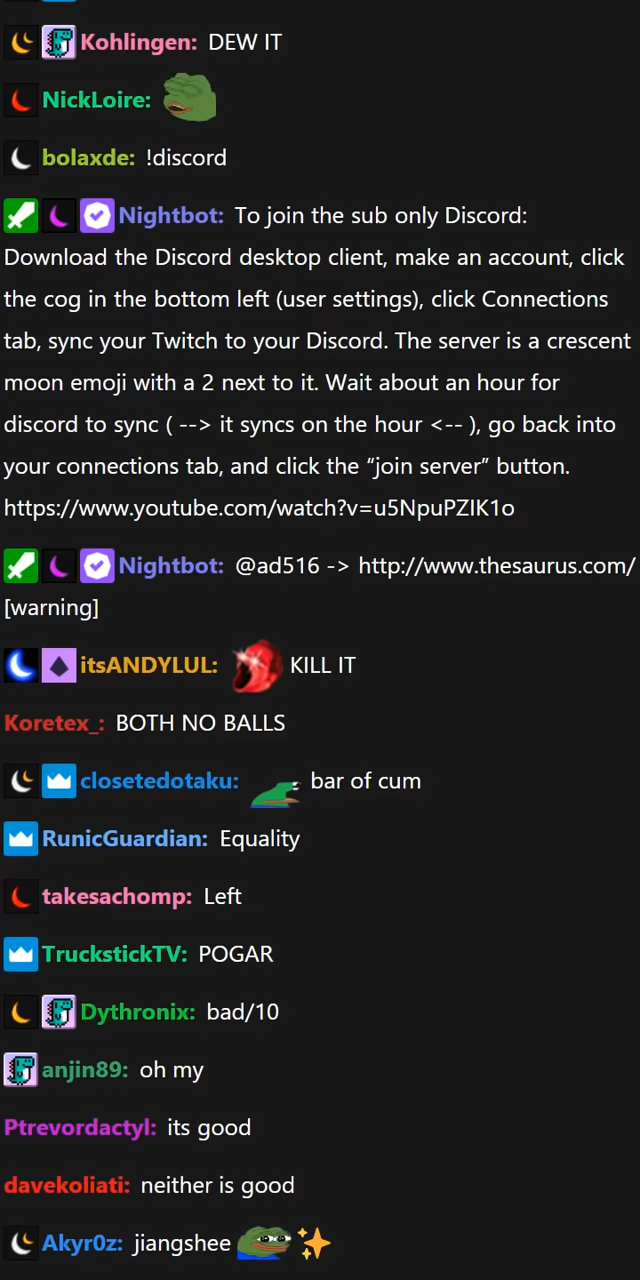 Kohlingen: DEW IT
NickLoire:
bolaxde: !discord
Nightbot: To join the sub only Discord:
Download the Discord desktop client, make an account, click
the cog in the bottom left (user settings), click Connections
tab, sync your Twitch to your Discord. The server is a crescent
moon emoji with a 2 next to it. Wait about an hour for
discord to sync ( --> it syncs on the hour <-- ), go back into
your connections tab, and click the “join server” button.
https://www.youtube.com/watch?v=u5NpuPZIK1o
Nightbot: @ad516 -> http://www.thesaurus.com/
[warning]
itsANDYLUL: KILL IT
Koretex_: BOTH NO BALLS
closetedotaku: bar of cum
RunicGuardian: Equality
takesachomp: Left
TruckstickTV: POGAR
Dythronix: bad/10
anjin89: oh my
Ptrevordactyl: its good
davekoliati: neither is good
Akyr0z: jiangshee ✨